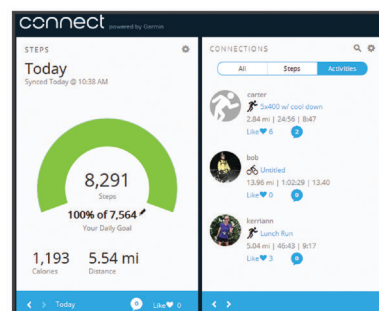 connect powered by Garmin
STEPS
Today
Synced Today @ 10:38 AM
8,291
Steps
100% of 7,564
Your Daily Goal
1,193
Calories
5.54 mi
Distance
< > Today
0
Like 0
CONNECTIONS
All
Steps
Activities
carter
5x400 w/ cool down
2.84 mi | 24:56 | 8:47
Like 6
2
bob
Untitled
13.96 mi | 1:02:29 | 13.40
Like 0
0
kerriann
Lunch Run
5.04 mi | 46:43 | 9:17
Like 3
0
< >